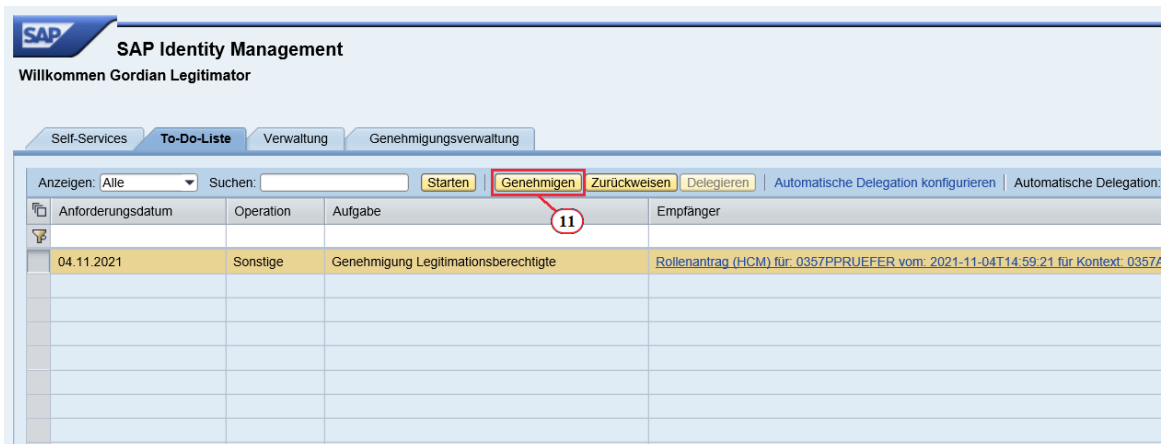 SAP
SAP Identity Management
Willkommen Gordian Legitimator
Self-Services To-Do-Liste Verwaltung Genehmigungsverwaltung
Anzeigen: Alle Suchen: Starten Genehmigen Zurückweisen Delegieren Automatische Delegation konfigurieren Automatische Delegation:
Anforderungsdatum Operation Aufgabe Empfänger
11
04.11.2021 Sonstige Genehmigung Legitimationsberechtigte Rollenantrag (HCM) für: 0357PPRUEFER vom: 2021-11-04T14:59:21 für Kontext: 0357A